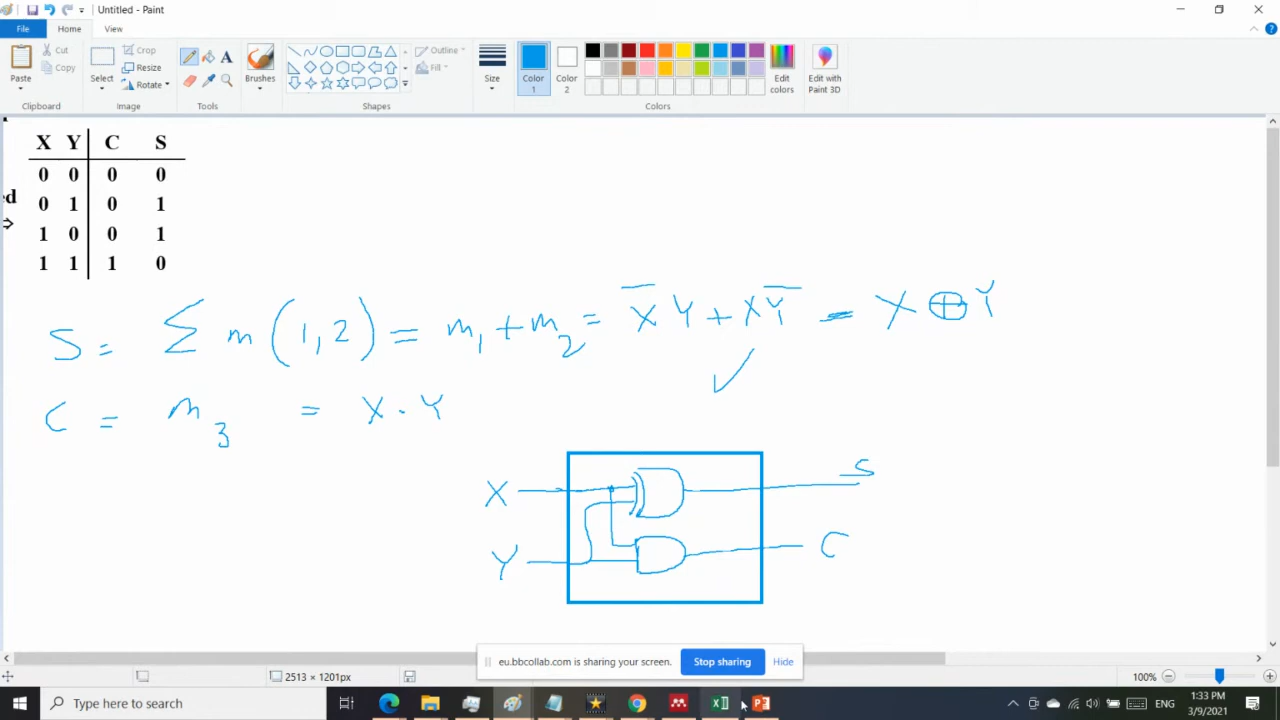 Untitled - Paint
File Home View
Paste
Cut
Copy
Clipboard
Select
Crop
Resize
Rotate
Image
Tools
Brushes
Shapes
Outline
Fill
Size
Color 1
Color 2
Edit colors
Colors
Edit with Paint 3D
X Y C S
0 0 0 0
ed
0 1 0 1
⇨
1 0 0 1
1 1 1 0
S = Σ m (1,2) = m₁ + m₂ = X̅ Y + X Y̅ = X ⊕ Y
✓
C = m₃ = X · Y
X
S
Y
C
eu.bbcollab.com is sharing your screen. Stop sharing Hide
2513 × 1201px
100%
Type here to search
ENG
1:33 PM
3/9/2021